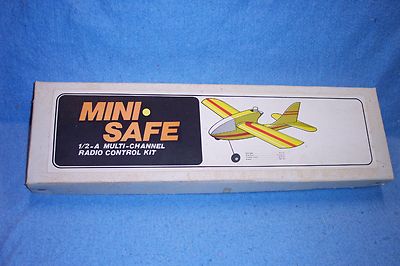 MINI
SAFE
1/2-A MULTI-CHANNEL
RADIO CONTROL KIT